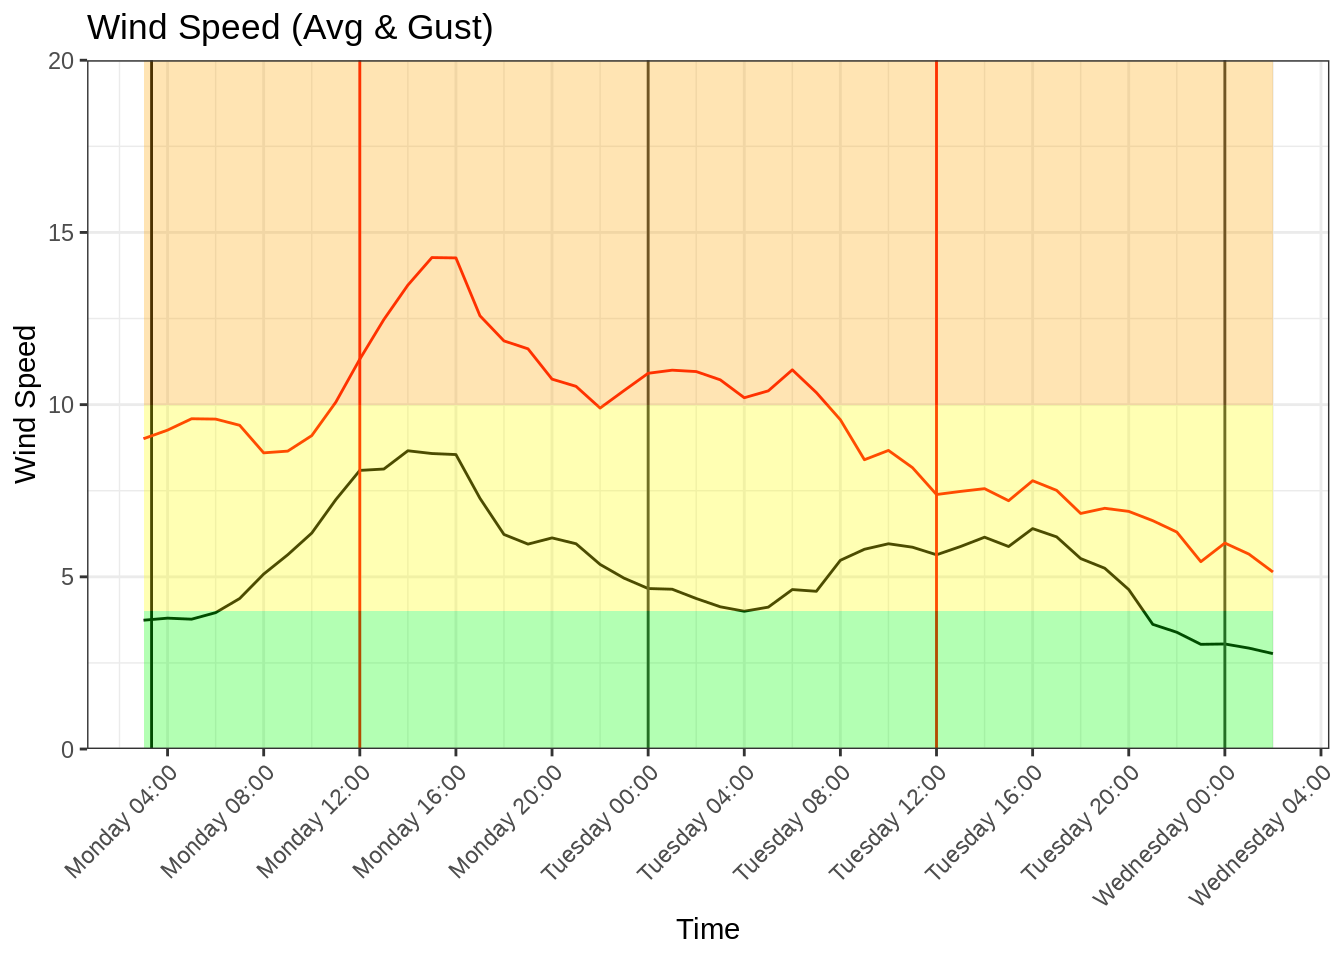 Wind Speed (Avg & Gust)
Wind Speed
20
15
10
5
0
Monday 04:00
Monday 08:00
Monday 12:00
Monday 16:00
Monday 20:00
Tuesday 00:00
Tuesday 04:00
Tuesday 08:00
Tuesday 12:00
Tuesday 16:00
Tuesday 20:00
Wednesday 00:00
Wednesday 04:00
Time